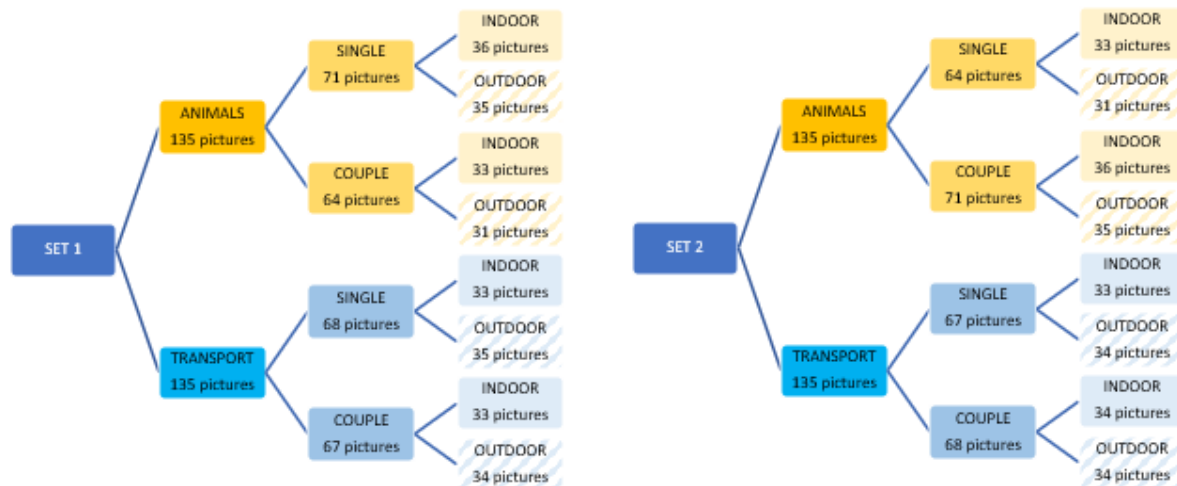 SET 1
ANIMALS
135 pictures
SINGLE
71 pictures
INDOOR
36 pictures
OUTDOOR
35 pictures
COUPLE
64 pictures
INDOOR
33 pictures
OUTDOOR
31 pictures
TRANSPORT
135 pictures
SINGLE
68 pictures
INDOOR
33 pictures
OUTDOOR
35 pictures
COUPLE
67 pictures
INDOOR
33 pictures
OUTDOOR
34 pictures
SET 2
ANIMALS
135 pictures
SINGLE
64 pictures
INDOOR
33 pictures
OUTDOOR
31 pictures
COUPLE
71 pictures
INDOOR
36 pictures
OUTDOOR
35 pictures
TRANSPORT
135 pictures
SINGLE
67 pictures
INDOOR
33 pictures
OUTDOOR
34 pictures
COUPLE
68 pictures
INDOOR
34 pictures
OUTDOOR
34 pictures